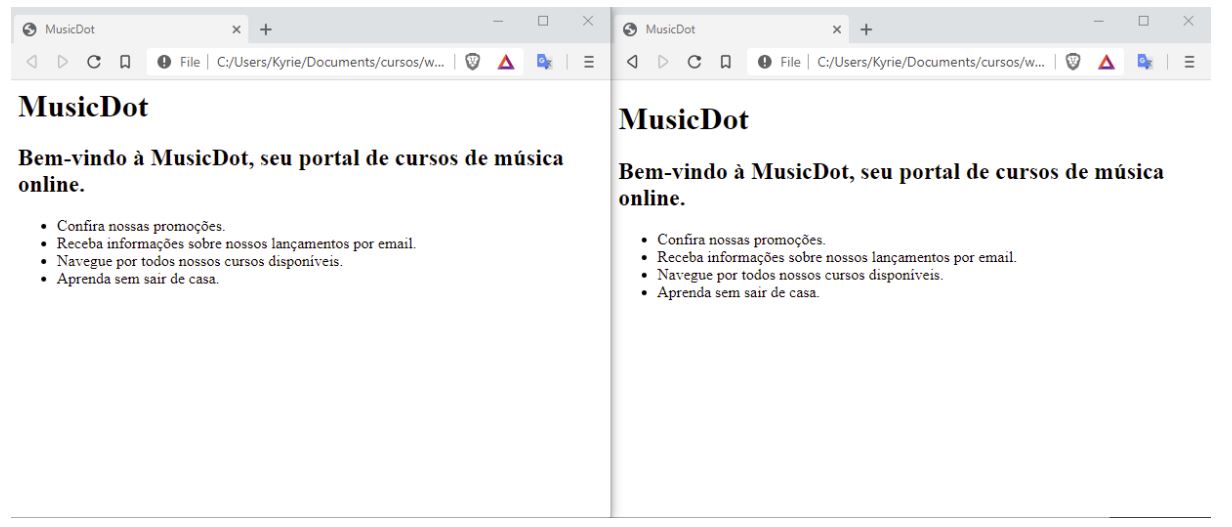 MusicDot
File C:/Users/Kyrie/Documents/cursos/w...
MusicDot
Bem-vindo à MusicDot, seu portal de cursos de música
online.
• Confira nossas promoções.
• Receba informações sobre nossos lançamentos por email.
• Navegue por todos nossos cursos disponíveis.
• Aprenda sem sair de casa.
MusicDot
File C:/Users/Kyrie/Documents/cursos/w...
MusicDot
Bem-vindo à MusicDot, seu portal de cursos de música
online.
• Confira nossas promoções.
• Receba informações sobre nossos lançamentos por email.
• Navegue por todos nossos cursos disponíveis.
• Aprenda sem sair de casa.